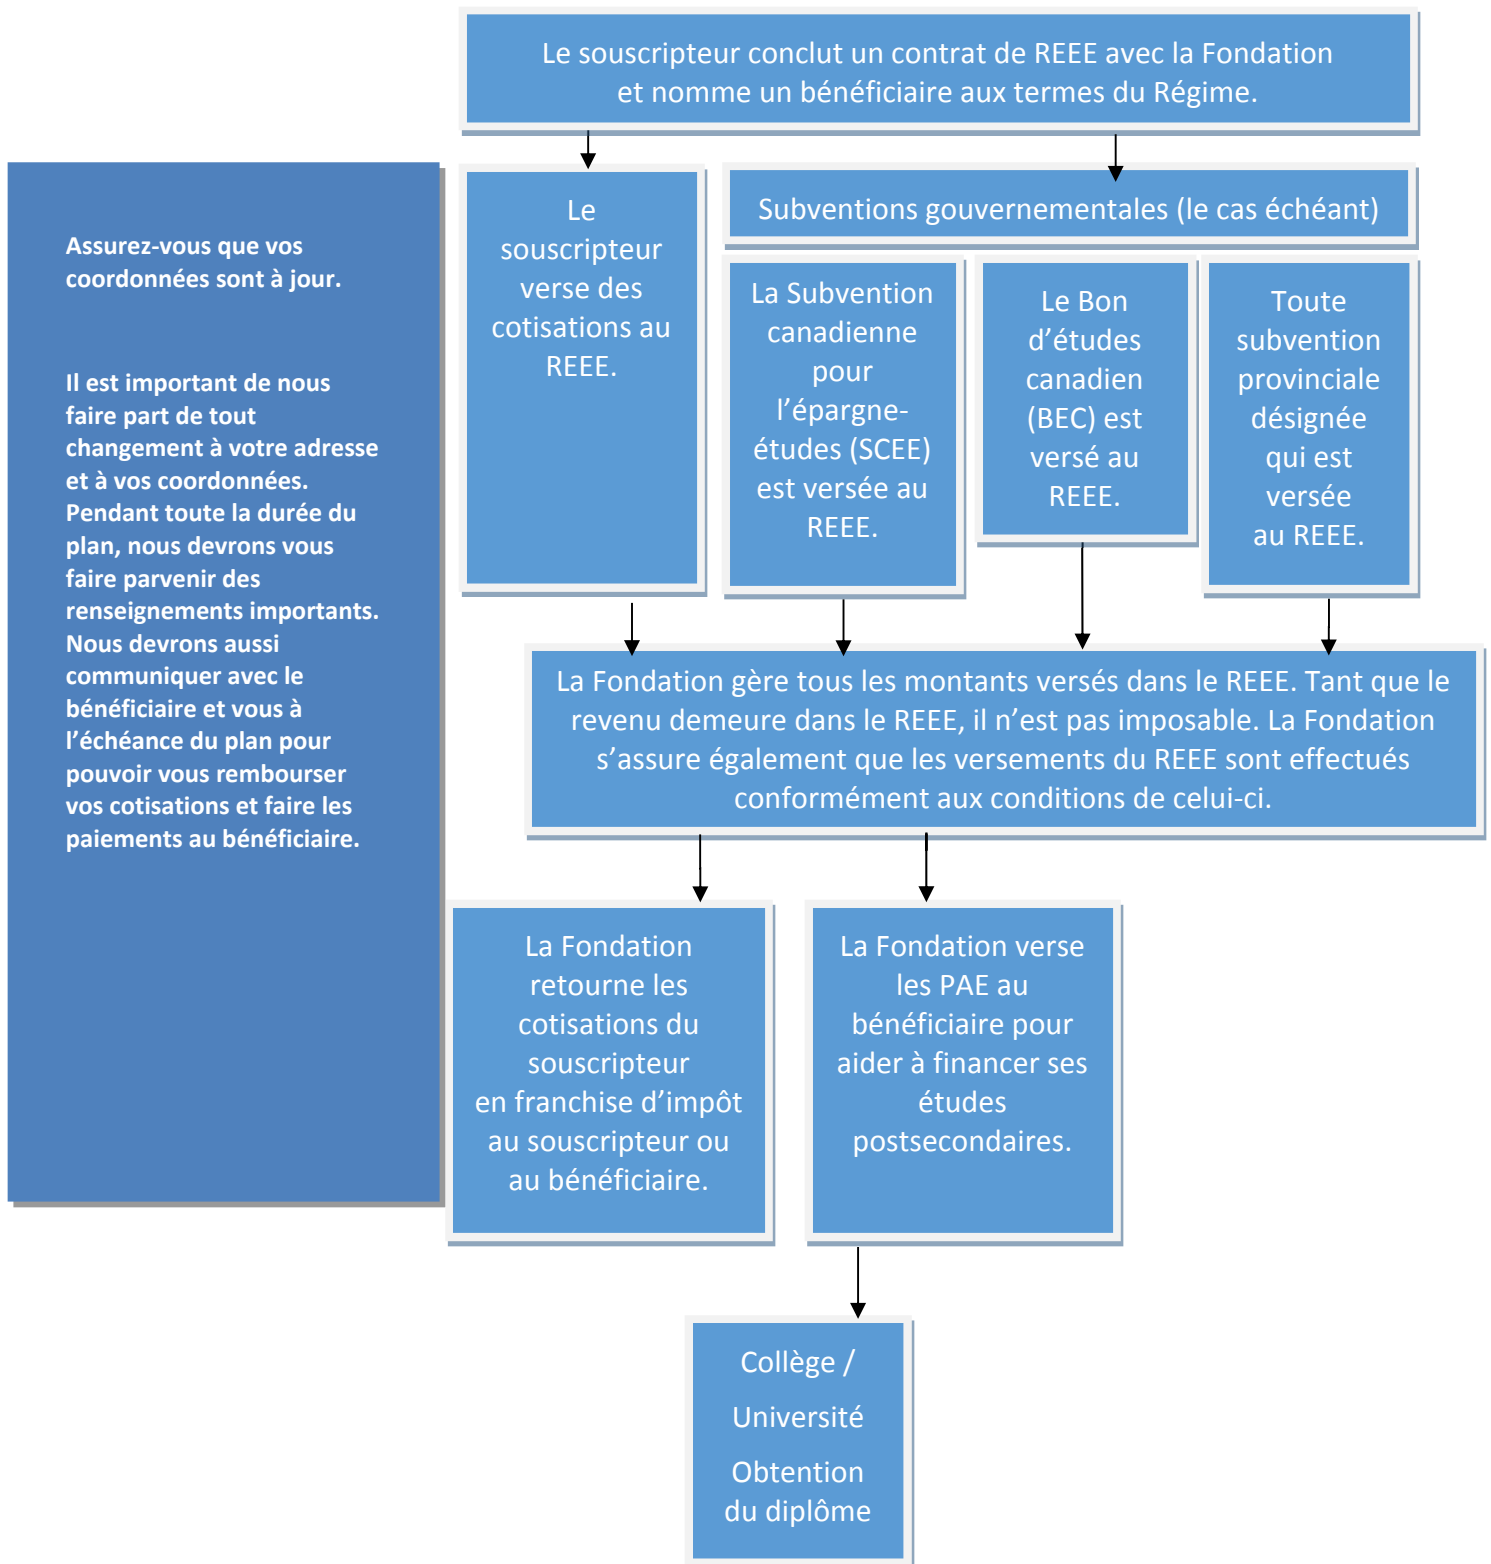 Le souscripteur conclut un contrat de REEE avec la Fondation
et nomme un bénéficiaire aux termes du Régime.
Assurez-vous que vos
coordonnées sont à jour.
Il est important de nous
faire part de tout
changement à votre adresse
et à vos coordonnées.
Pendant toute la durée du
plan, nous devrons vous
faire parvenir des
renseignements importants.
Nous devrons aussi
communiquer avec le
bénéficiaire et vous à
l’échéance du plan pour
pouvoir vous rembourser
vos cotisations et faire les
paiements au bénéficiaire.
Le
souscripteur
verse des
cotisations au
REEE.
Subventions gouvernementales (le cas échéant)
La Subvention
canadienne
pour
l’épargne-
études (SCEE)
est versée au
REEE.
Le Bon
d’études
canadien
(BEC) est
versé au
REEE.
Toute
subvention
provinciale
désignée
qui est
versée
au REEE.
La Fondation gère tous les montants versés dans le REEE. Tant que le
revenu demeure dans le REEE, il n’est pas imposable. La Fondation
s’assure également que les versements du REEE sont effectués
conformément aux conditions de celui-ci.
La Fondation
retourne les
cotisations du
souscripteur
en franchise d’impôt
au souscripteur ou
au bénéficiaire.
La Fondation verse
les PAE au
bénéficiaire pour
aider à financer ses
études
postsecondaires.
Collège /
Université
Obtention
du diplôme